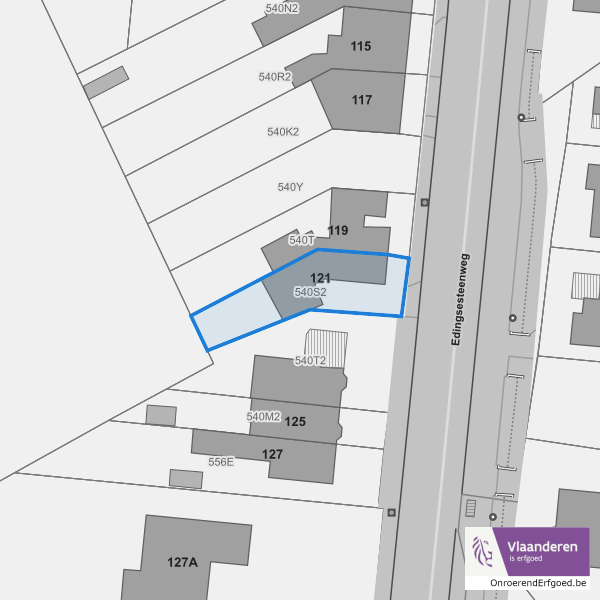 540N2
115
540R2
117
540K2
540Y
119
540T
121
540S2
Edingsesteenweg
540T2
540M2
125
127
556E
127A
Vlaanderen
is erfgoed
OnroerendErfgoed.be